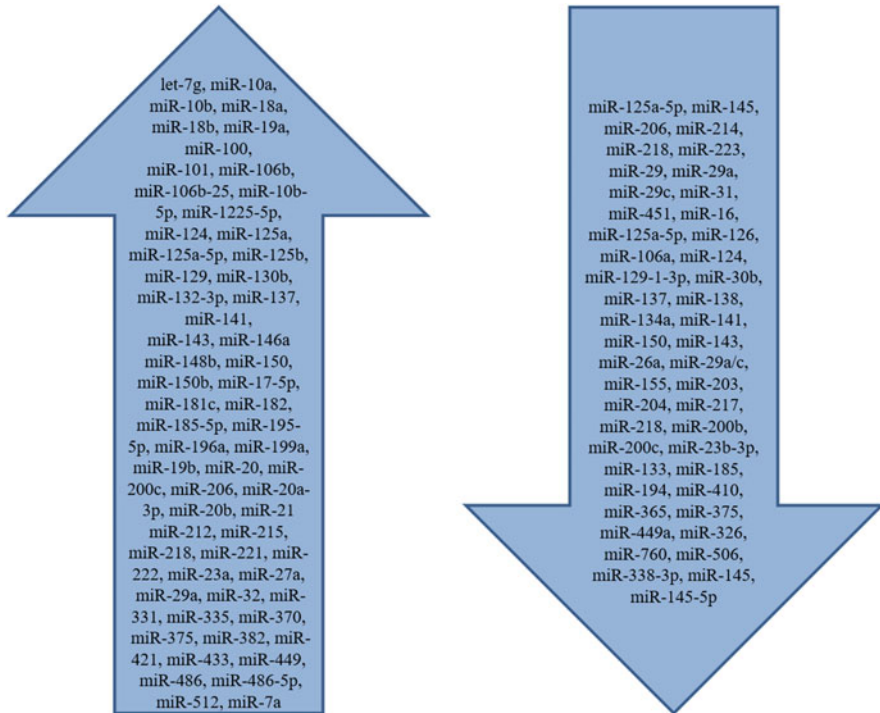 let-7g, miR-10a,
miR-10b, miR-18a,
miR-18b, miR-19a,
miR-100,
miR-101, miR-106b,
miR-106b-25, miR-10b-
5p, miR-1225-5p,
miR-124, miR-125a,
miR-125a-5p, miR-125b,
miR-129, miR-130b,
miR-132-3p, miR-137,
miR-141,
miR-143, miR-146a
miR-148b, miR-150,
miR-150b, miR-17-5p,
miR-181c, miR-182,
miR-185-5p, miR-195-
5p, miR-196a, miR-199a,
miR-19b, miR-20, miR-
200c, miR-206, miR-20a-
3p, miR-20b, miR-21
miR-212, miR-215,
miR-218, miR-221, miR-
222, miR-23a, miR-27a,
miR-29a, miR-32, miR-
331, miR-335, miR-370,
miR-375, miR-382, miR-
421, miR-433, miR-449,
miR-486, miR-486-5p,
miR-512, miR-7a
miR-125a-5p, miR-145,
miR-206, miR-214,
miR-218, miR-223,
miR-29, miR-29a,
miR-29c, miR-31,
miR-451, miR-16,
miR-125a-5p, miR-126,
miR-106a, miR-124,
miR-129-1-3p, miR-30b,
miR-137, miR-138,
miR-134a, miR-141,
miR-150, miR-143,
miR-26a, miR-29a/c,
miR-155, miR-203,
miR-204, miR-217,
miR-218, miR-200b,
miR-200c, miR-23b-3p,
miR-133, miR-185,
miR-194, miR-410,
miR-365, miR-375,
miR-449a, miR-326,
miR-760, miR-506,
miR-338-3p, miR-145,
miR-145-5p